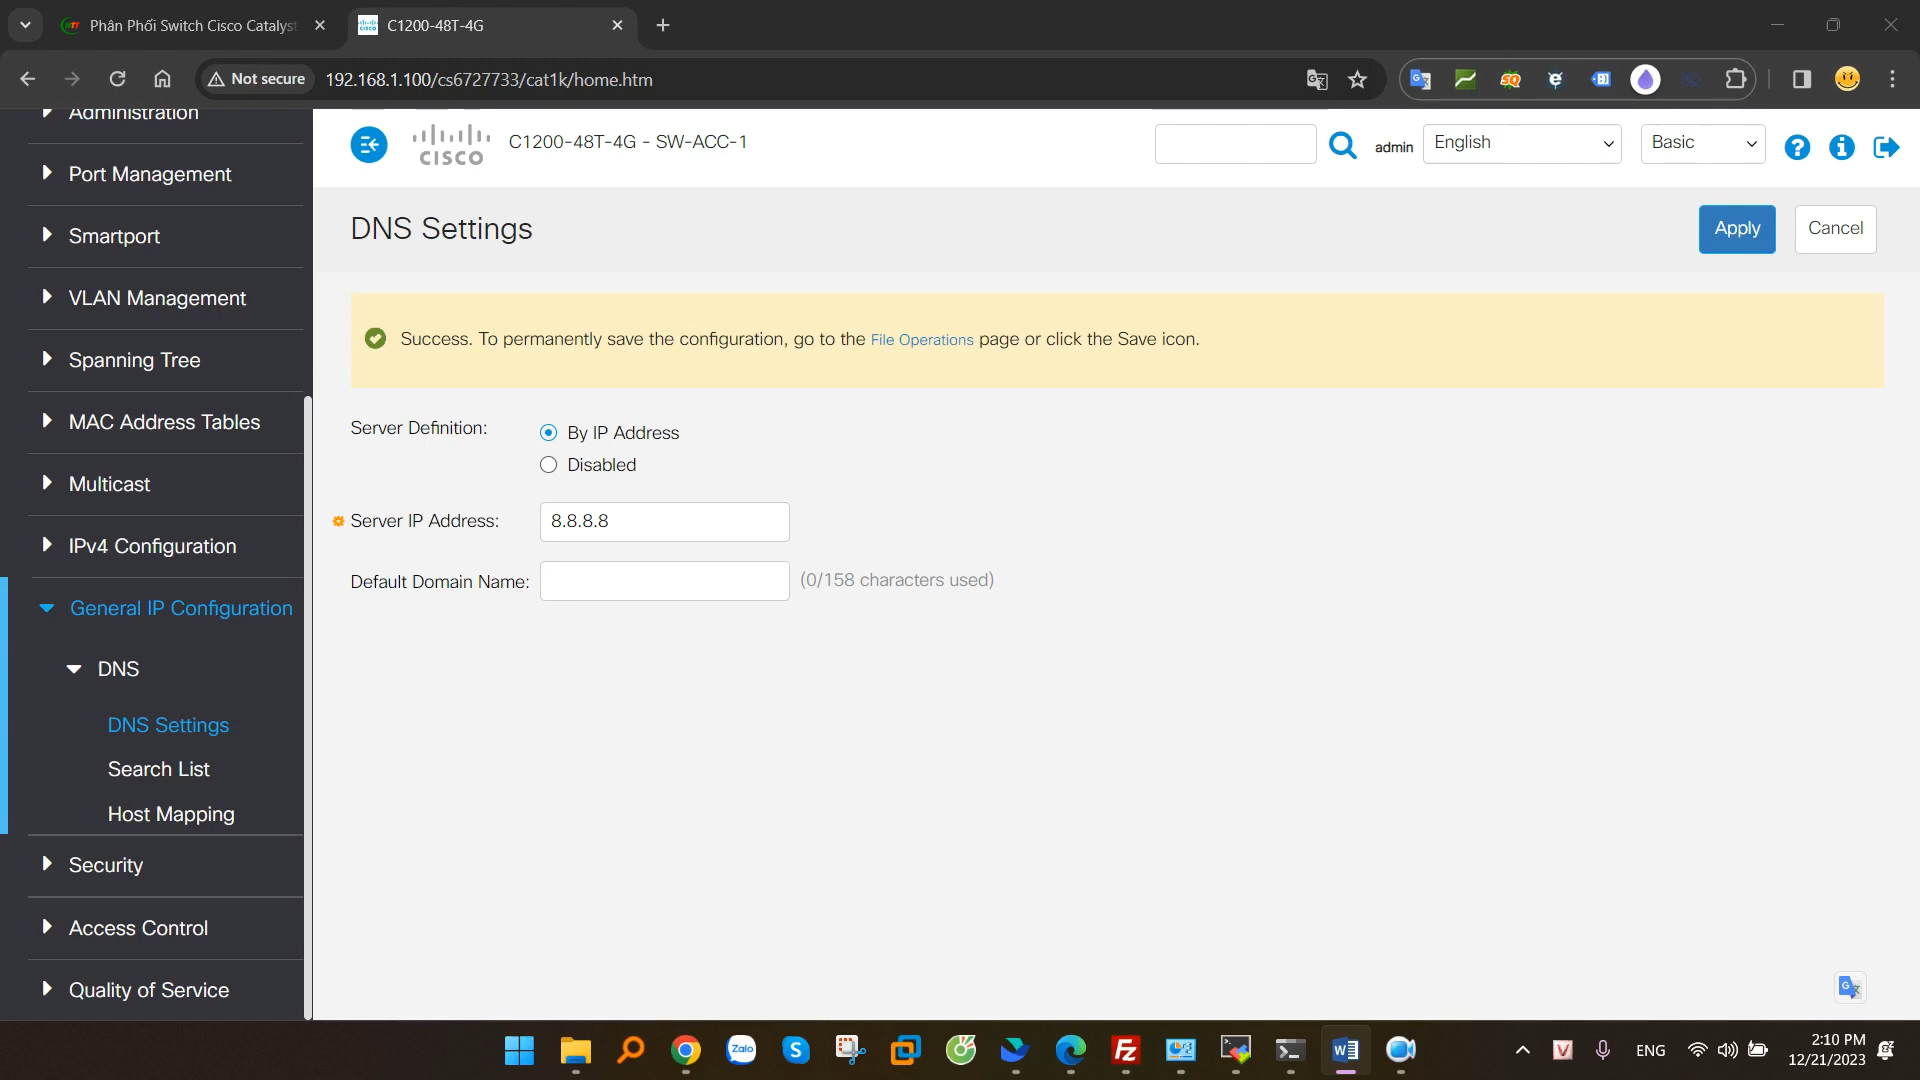 Phân Phối Switch Cisco Catalyst
C1200-48T-4G
Not secure
192.168.1.100/cs6727733/cat1k/home.htm
Administration
Port Management
Smartport
VLAN Management
Spanning Tree
MAC Address Tables
Multicast
IPv4 Configuration
General IP Configuration
DNS
DNS Settings
Search List
Host Mapping
Security
Access Control
Quality of Service
CISCO
C1200-48T-4G - SW-ACC-1
admin
English
Basic
DNS Settings
Apply
Cancel
Success. To permanently save the configuration, go to the File Operations page or click the Save icon.
Server Definition:
By IP Address
Disabled
Server IP Address:
8.8.8.8
Default Domain Name:
(0/158 characters used)
Zalo
ENG
2:10 PM
12/21/2023